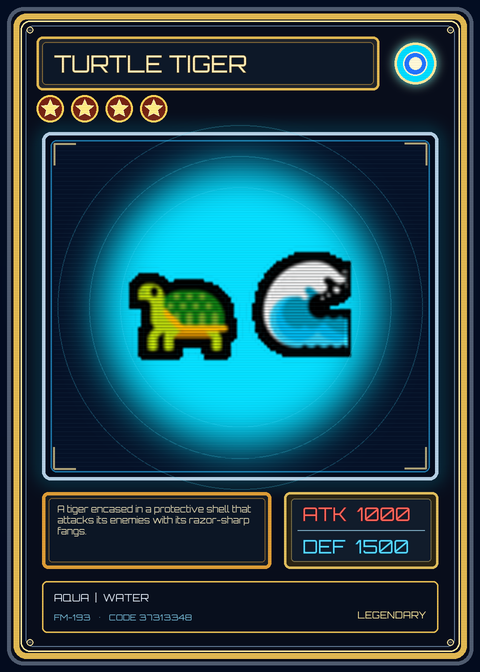 TURTLE TIGER
A tiger encased in a protective shell that
attacks its enemies with its razor-sharp
fangs.
ATK 1000
DEF 1500
AQUA | WATER
FM-193 · CODE 37313348
LEGENDARY